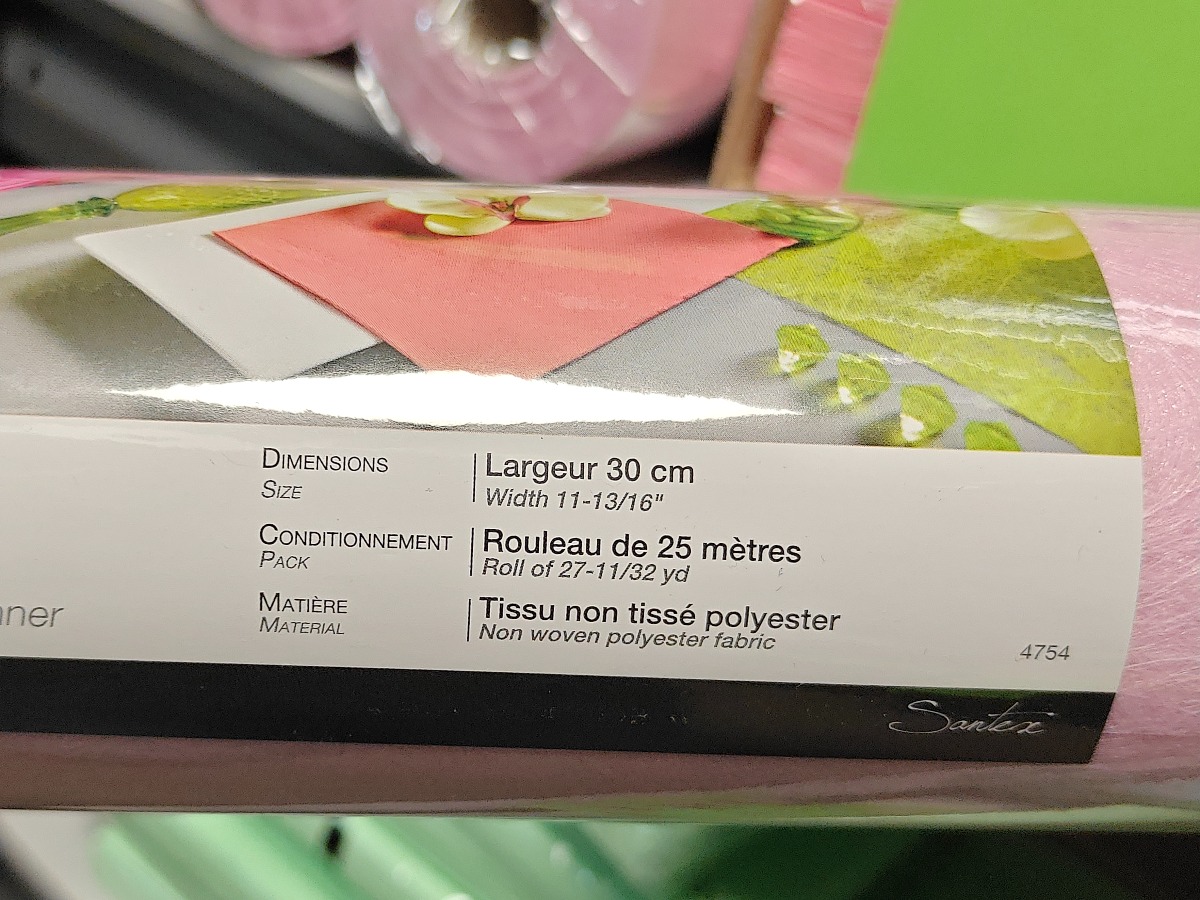 DIMENSIONS
SIZE
Largeur 30 cm
Width 11-13/16"
CONDITIONNEMENT
PACK
Rouleau de 25 mètres
Roll of 27-11/32 yd
MATIÈRE
MATERIAL
Tissu non tissé polyester
Non woven polyester fabric
nner
4754
Santex